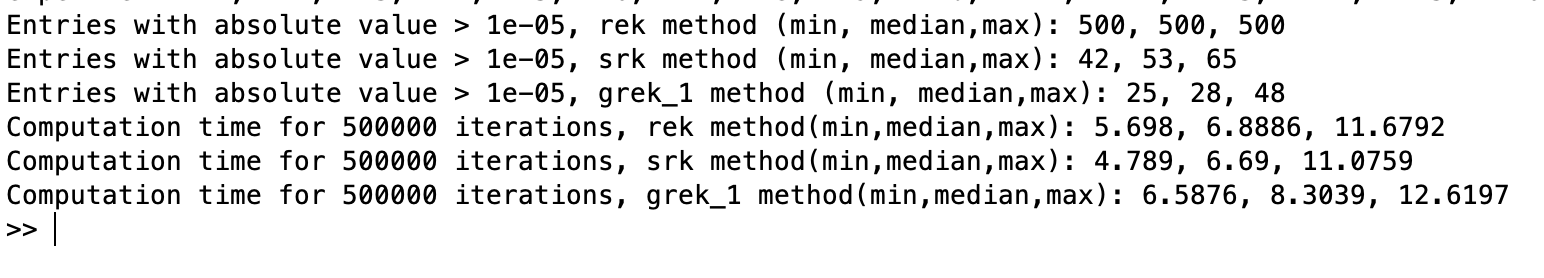 Entries with absolute value > 1e-05, rek method (min, median,max): 500, 500, 500
Entries with absolute value > 1e-05, srk method (min, median,max): 42, 53, 65
Entries with absolute value > 1e-05, grek_1 method (min, median,max): 25, 28, 48
Computation time for 500000 iterations, rek method(min,median,max): 5.698, 6.8886, 11.6792
Computation time for 500000 iterations, srk method(min,median,max): 4.789, 6.69, 11.0759
Computation time for 500000 iterations, grek_1 method(min,median,max): 6.5876, 8.3039, 12.6197
>>